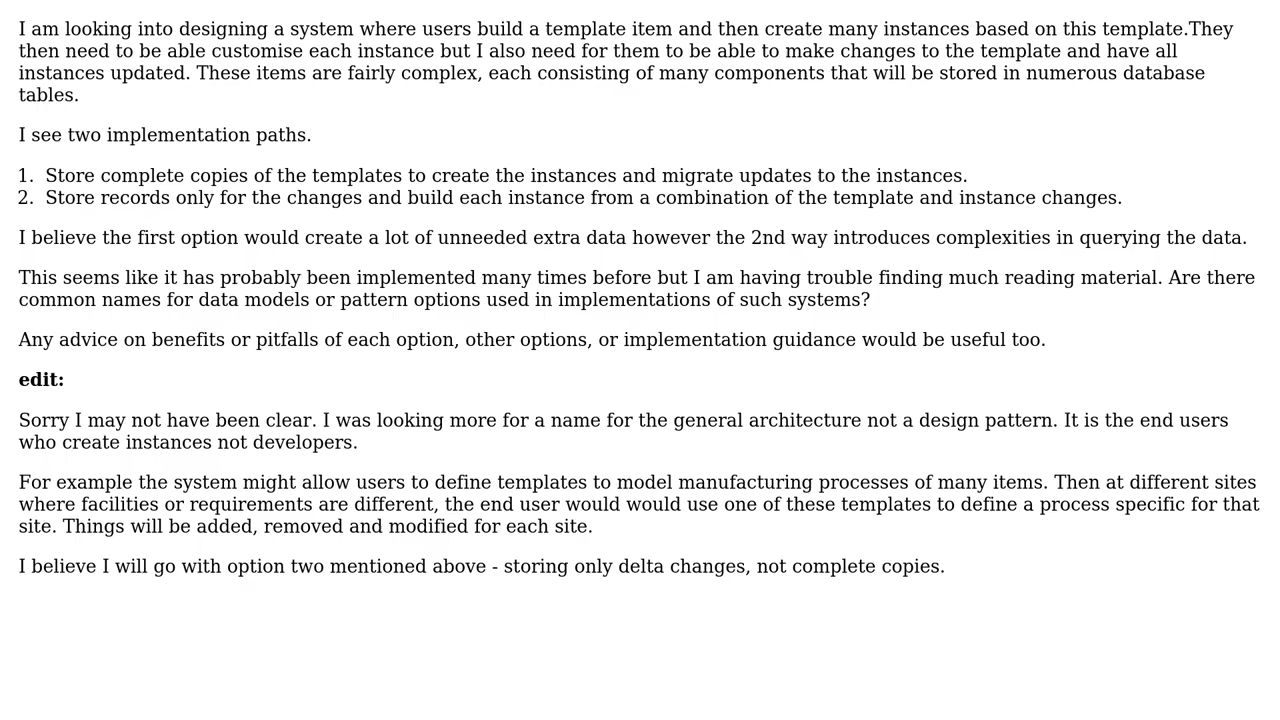 I am looking into designing a system where users build a template item and then create many instances based on this template.They
then need to be able customise each instance but I also need for them to be able to make changes to the template and have all
instances updated. These items are fairly complex, each consisting of many components that will be stored in numerous database
tables.
I see two implementation paths.
1. Store complete copies of the templates to create the instances and migrate updates to the instances.
2. Store records only for the changes and build each instance from a combination of the template and instance changes.
I believe the first option would create a lot of unneeded extra data however the 2nd way introduces complexities in querying the data.
This seems like it has probably been implemented many times before but I am having trouble finding much reading material. Are there
common names for data models or pattern options used in implementations of such systems?
Any advice on benefits or pitfalls of each option, other options, or implementation guidance would be useful too.
edit:
Sorry I may not have been clear. I was looking more for a name for the general architecture not a design pattern. It is the end users
who create instances not developers.
For example the system might allow users to define templates to model manufacturing processes of many items. Then at different sites
where facilities or requirements are different, the end user would would use one of these templates to define a process specific for that
site. Things will be added, removed and modified for each site.
I believe I will go with option two mentioned above - storing only delta changes, not complete copies.